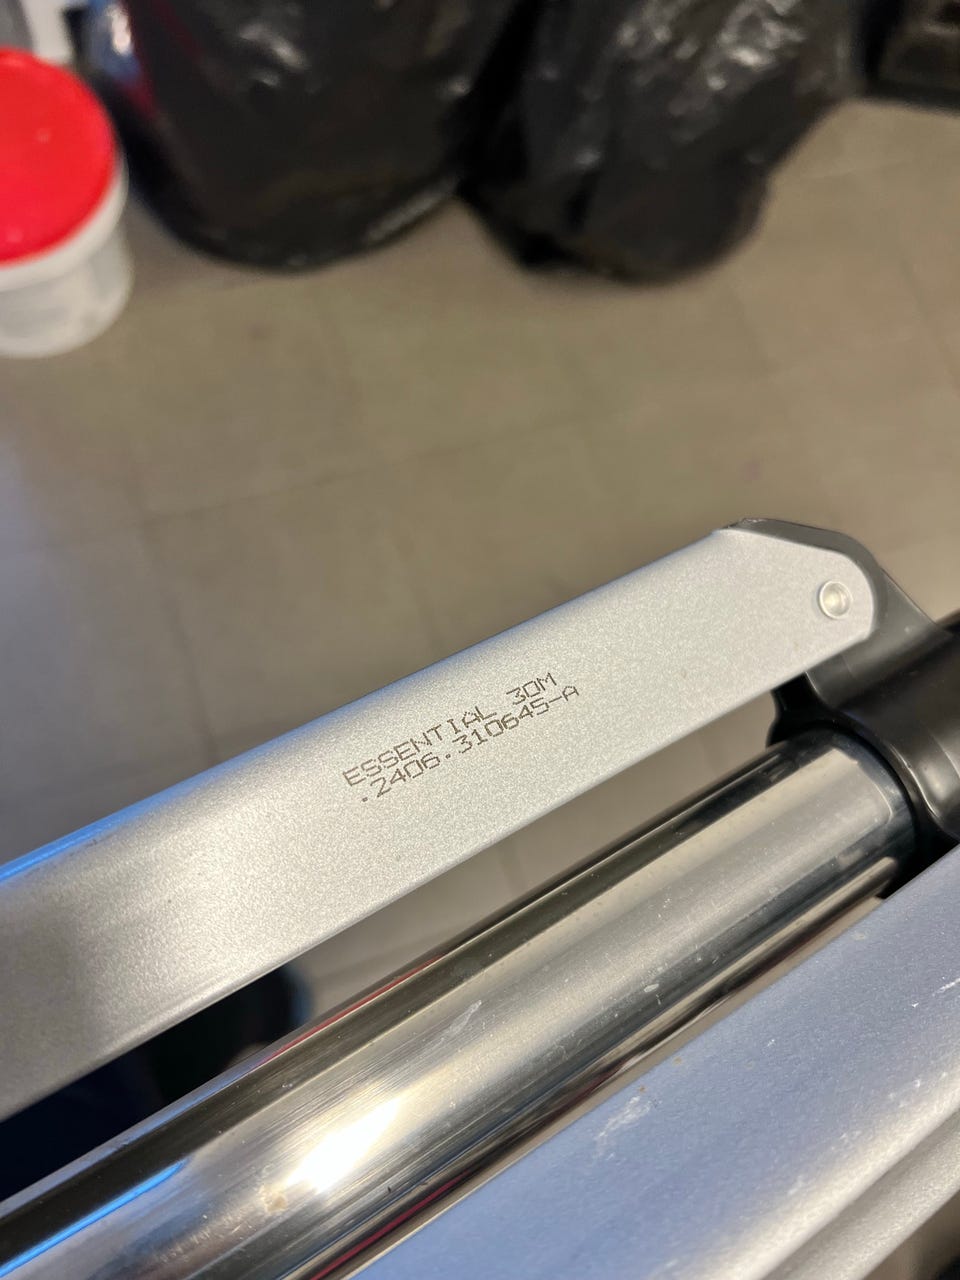 ESSENTIAL 30M
.2406.310645-A